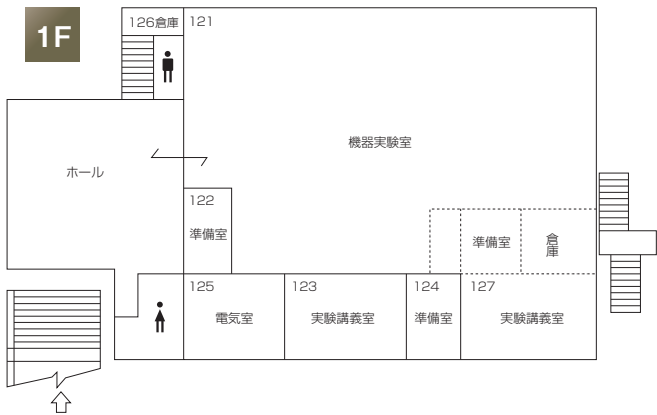 1F
126倉庫
121
機器実験室
ホール
122
準備室
準備室
倉庫
125
電気室
123
実験講義室
124
準備室
127
実験講義室